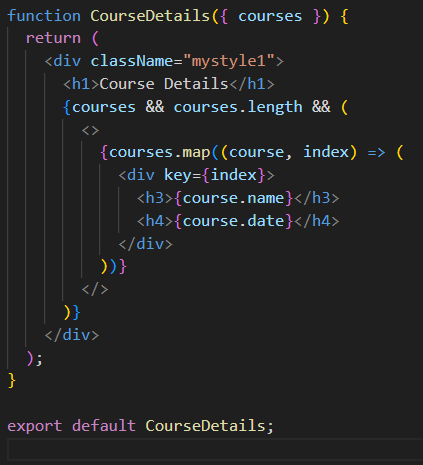 function CourseDetails({ courses }) {
  return (
    <div className="mystyle1">
      <h1>Course Details</h1>
      {courses && courses.length && (
        <>
          {courses.map((course, index) => (
            <div key={index}>
              <h3>{course.name}</h3>
              <h4>{course.date}</h4>
            </div>
          ))}
        </>
      )}
    </div>
  );
}

export default CourseDetails;